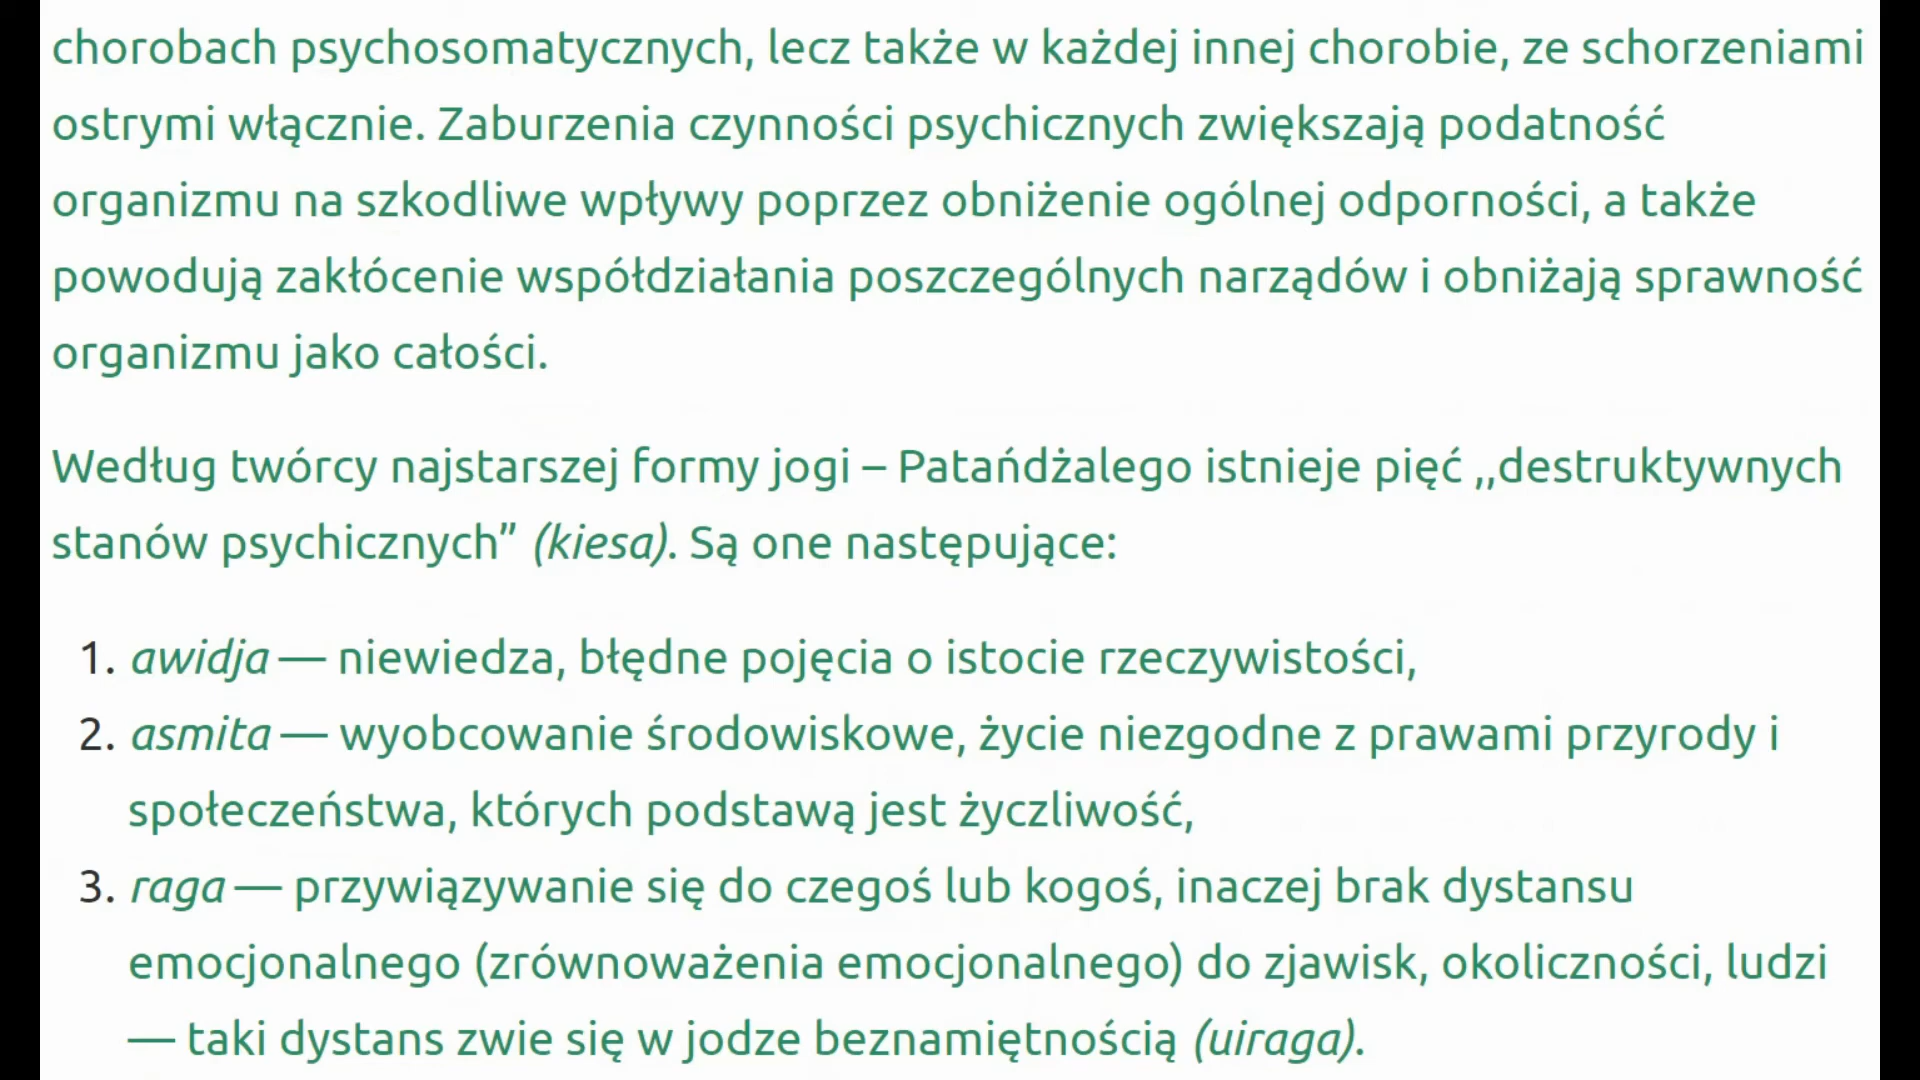 chorobach psychosomatycznych, lecz także w każdej innej chorobie, ze schorzeniami
ostrymi włącznie. Zaburzenia czynności psychicznych zwiększają podatność
organizmu na szkodliwe wpływy poprzez obniżenie ogólnej odporności, a także
powodują zakłócenie współdziałania poszczególnych narządów i obniżają sprawność
organizmu jako całości.
Według twórcy najstarszej formy jogi – Patańdżalego istnieje pięć ,,destruktywnych
stanów psychicznych” (kiesa). Są one następujące:
1. awidja — niewiedza, błędne pojęcia o istocie rzeczywistości,
2. asmita — wyobcowanie środowiskowe, życie niezgodne z prawami przyrody i
społeczeństwa, których podstawą jest życzliwość,
3. raga — przywiązywanie się do czegoś lub kogoś, inaczej brak dystansu
emocjonalnego (zrównoważenia emocjonalnego) do zjawisk, okoliczności, ludzi
— taki dystans zwie się w jodze beznamiętnością (uiraga).